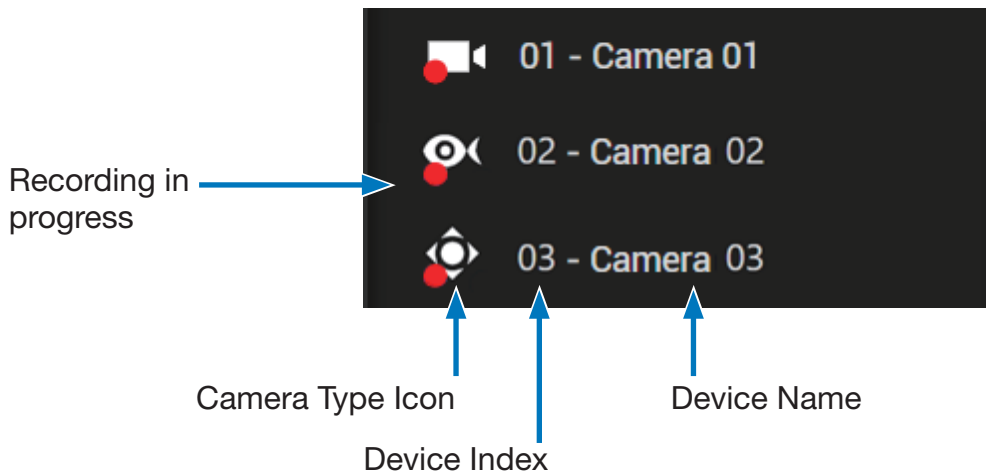 01 - Camera 01
02 - Camera 02
Recording in
progress
03 - Camera 03
Camera Type Icon
Device Name
Device Index